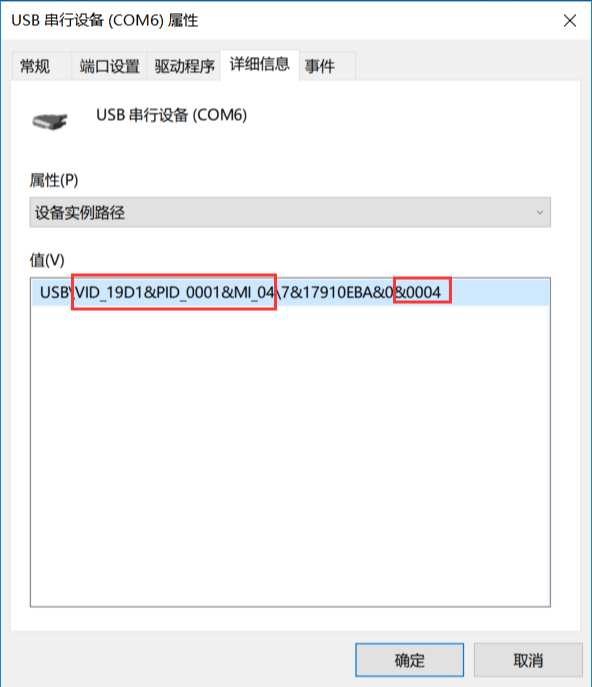 USB 串行设备 (COM6) 属性
常规 端口设置 驱动程序 详细信息 事件
USB 串行设备 (COM6)
属性(P)
设备实例路径
值(V)
USB\VID_19D1&PID_0001&MI_04\7&17910EBA&0&0004
确定 取消